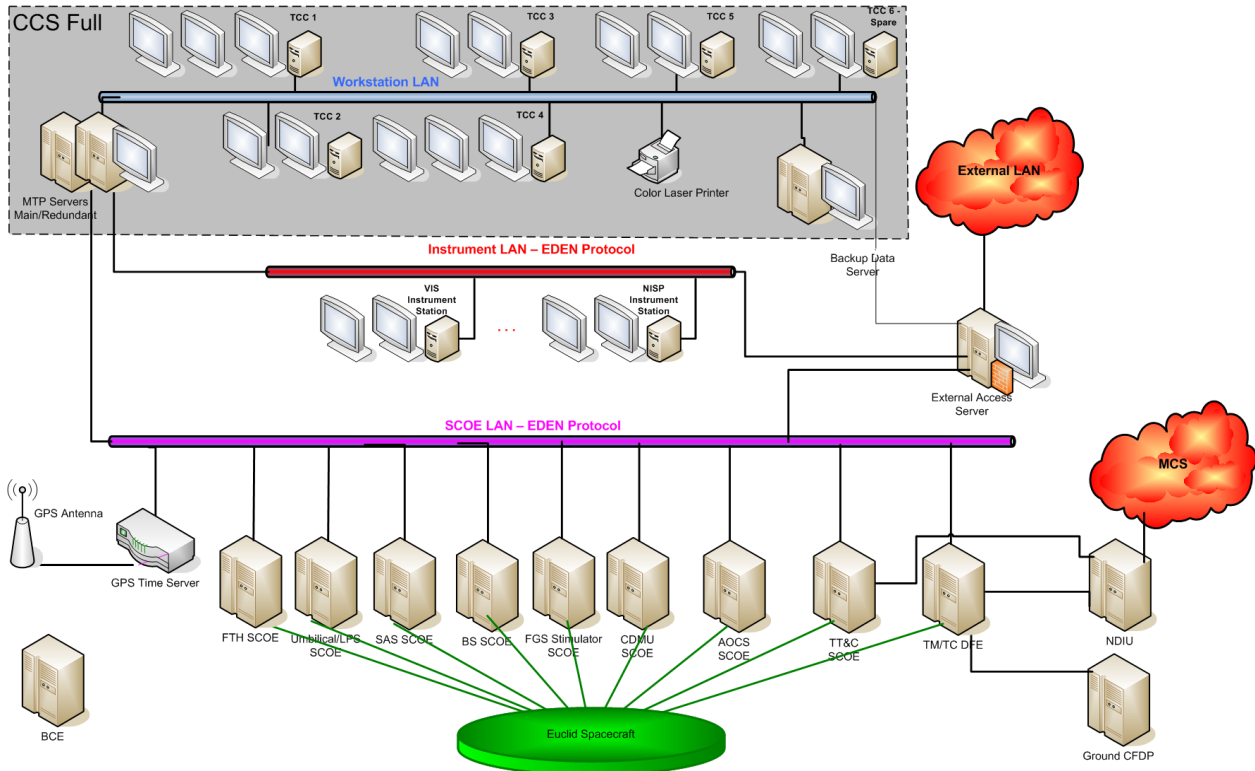 CCS Full
TCC 1
TCC 3
TCC 5
TCC 6 -
Spare
Workstation LAN
TCC 2
TCC 4
MTP Servers
Main/Redundant
Color Laser Printer
Backup Data
Server
External LAN
Instrument LAN – EDEN Protocol
VIS
Instrument
Station
. . .
NISP
Instrument
Station
External Access
Server
SCOE LAN – EDEN Protocol
MCS
GPS Antenna
GPS Time Server
FTH SCOE
Umbilical/LPS
SCOE
SAS SCOE
BS SCOE
FGS Stimulator
SCOE
CDMU
SCOE
AOCS SCOE
TT&C
SCOE
TM/TC DFE
NDIU
BCE
Euclid Spacecraft
Ground CFDP